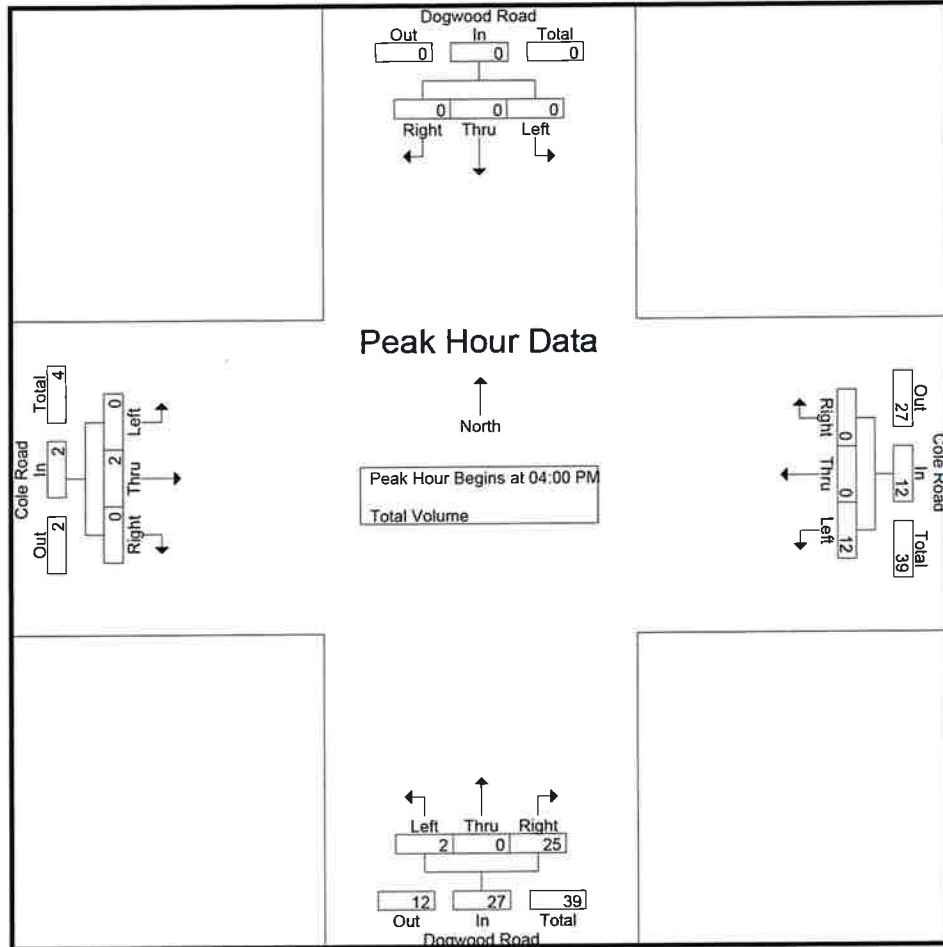 Dogwood Road
Out In Total
0 0 0
0 0 0
Right Thru Left
Peak Hour Data
North
Peak Hour Begins at 04:00 PM
Total Volume
Cole Road
Out In Total
2 2 4
Right Thru Left
0 2 0
Cole Road
Out In Total
27 12 39
Right Thru Left
0 0 12
Left Thru Right
2 0 25
12 27 39
Out In Total
Dogwood Road